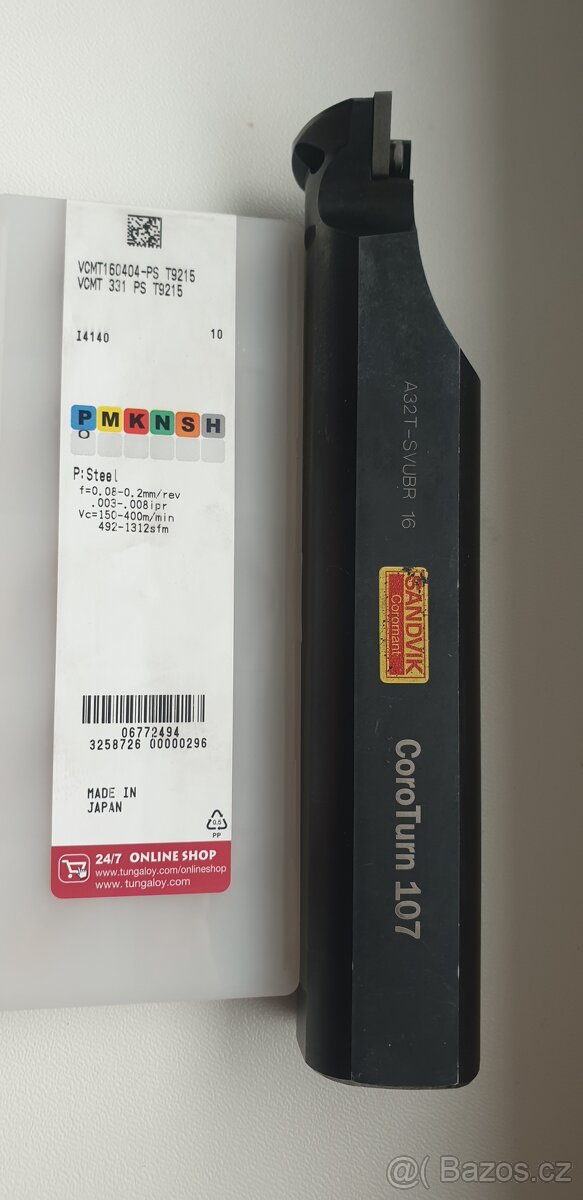 VCMT160404-PS T9215
VCMT 331 PS T9215
I4140 10
P M K N S H
O
P:Steel
f=0.08-0.2mm/rev
.003-.008ipr
Vc=150-400m/min
492-1312sfm
06772494
3258726 00000296
MADE IN
JAPAN
0.5
PP
24/7 ONLINE SHOP
www.tungaloy.com/onlineshop
www.tungaloy.com
A32T-SVUBR 16
SANDVIK
Coromant
CoroTurn 107
@( Bazoš.cz